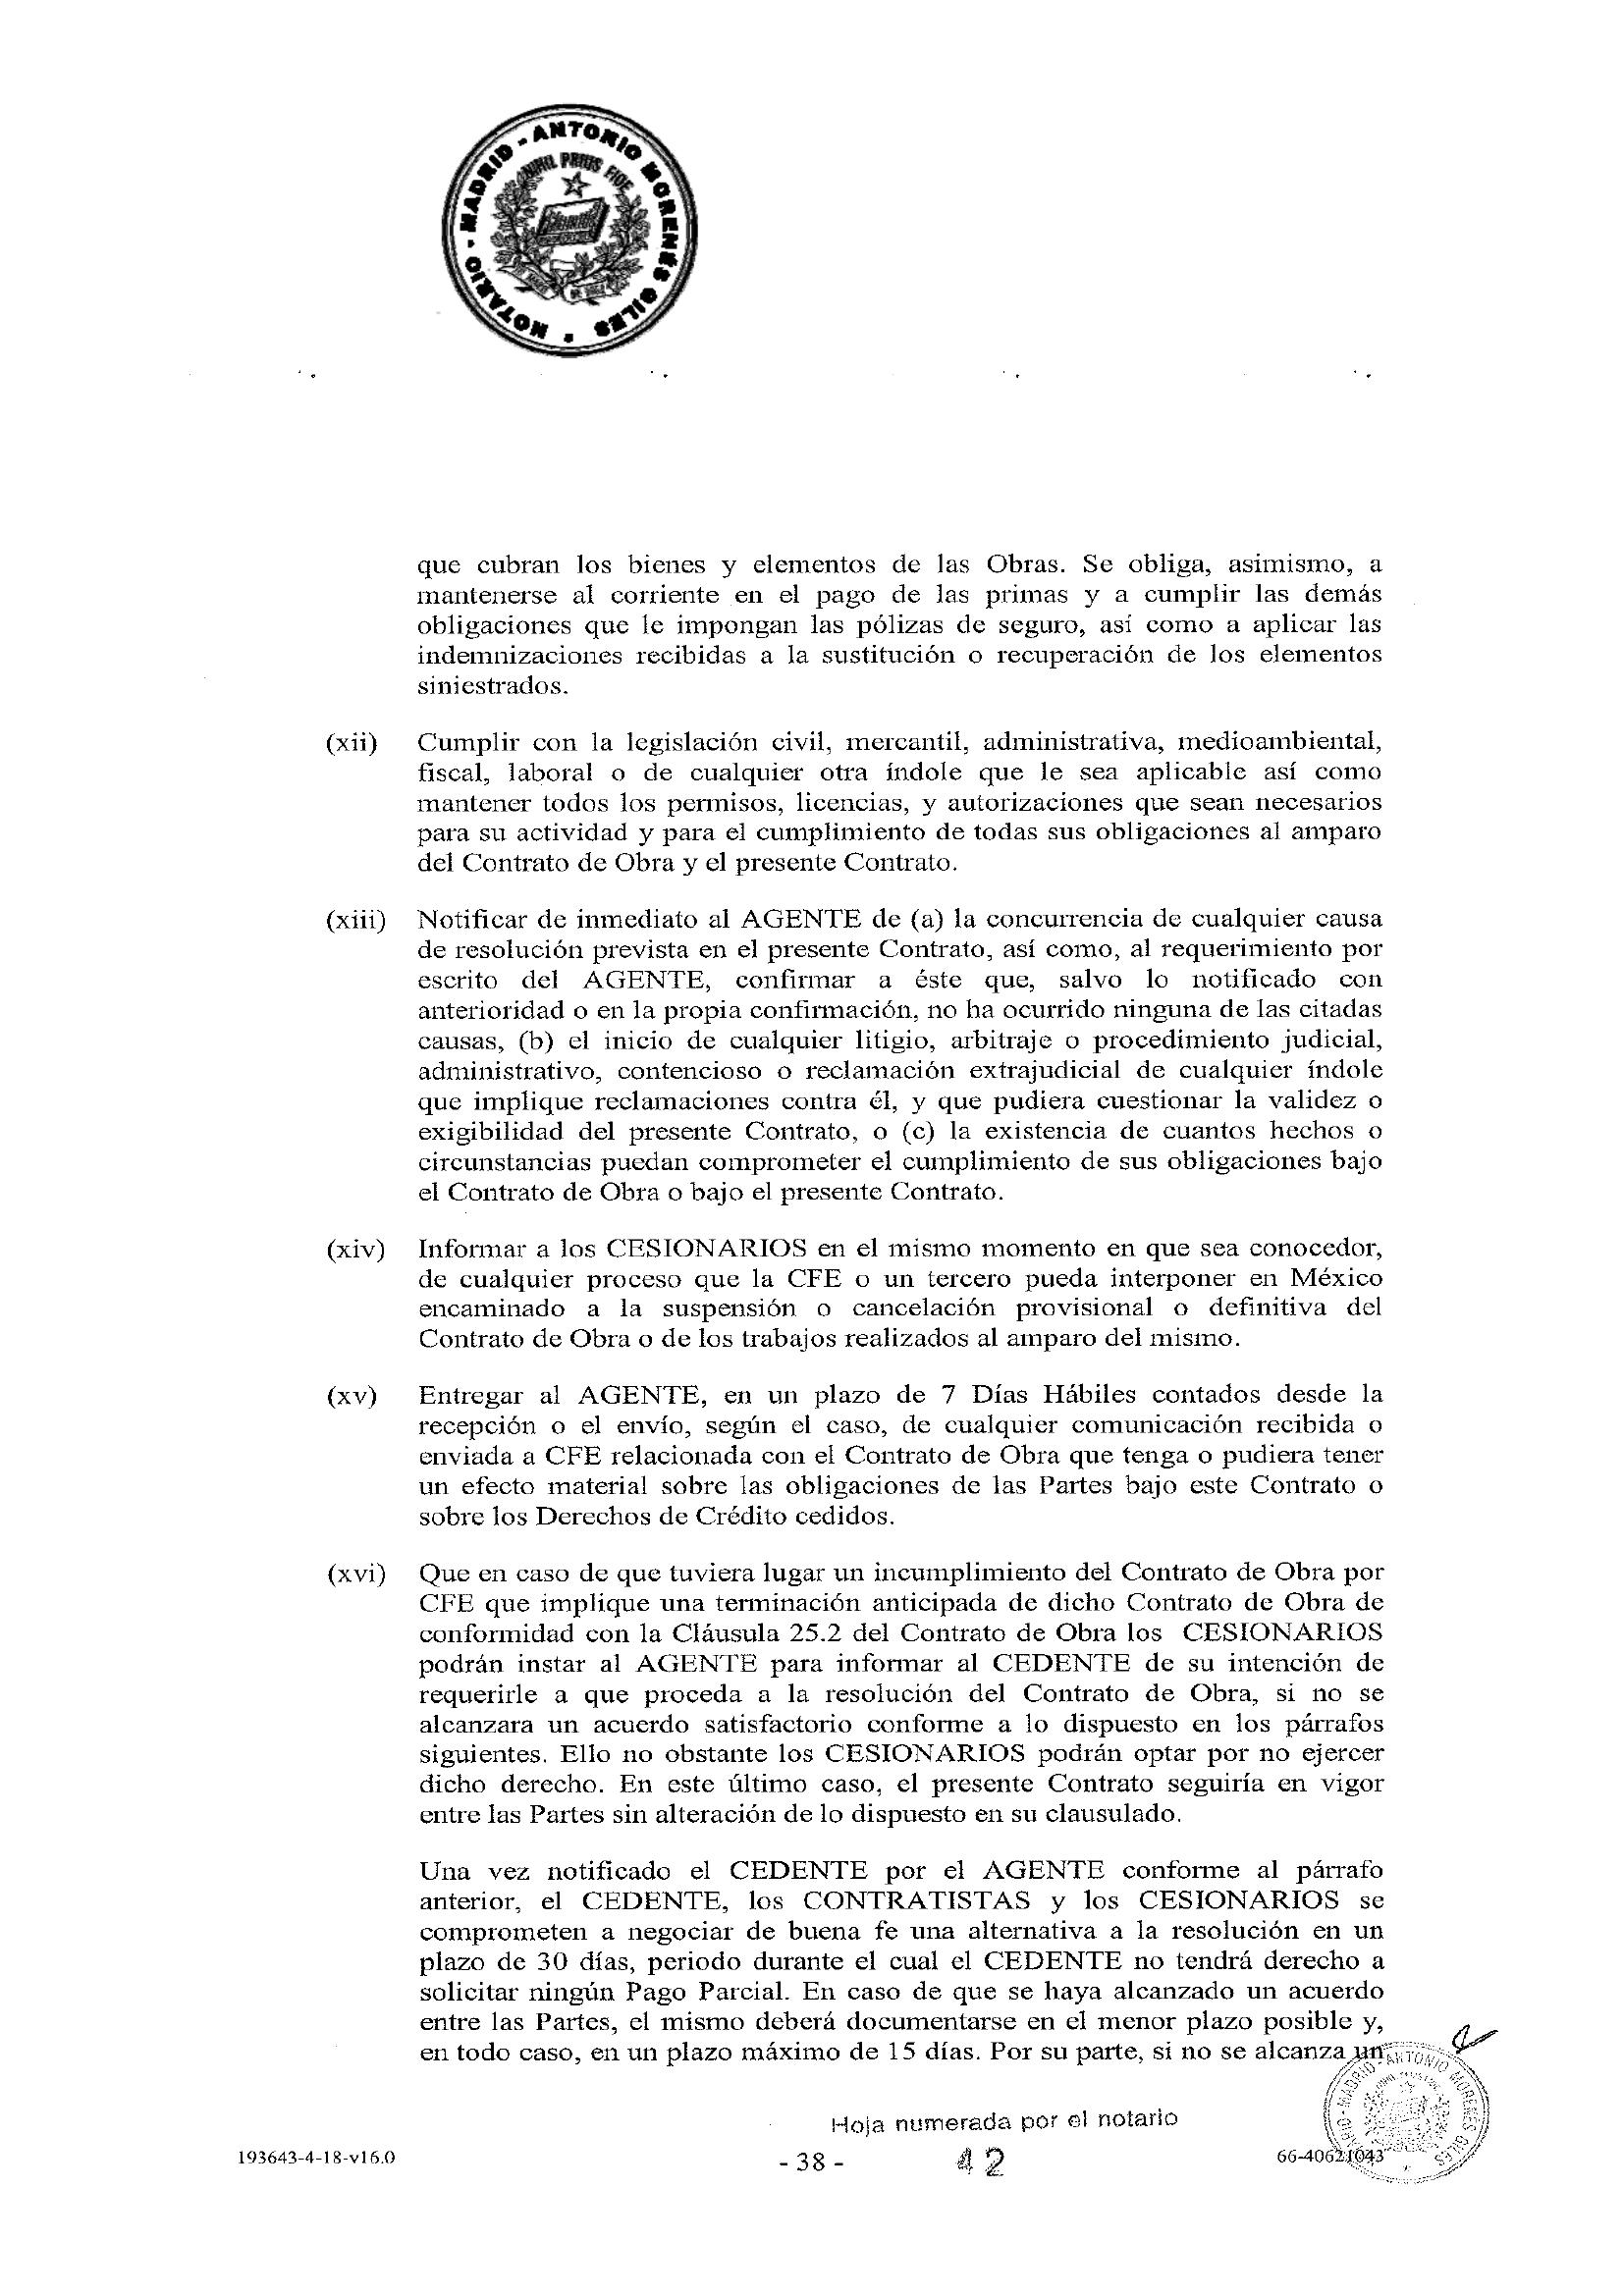 NOTARIO - MADRID - ANTONIO MORENES GILES
NIHIL PRIUS FIDE
que cubran los bienes y elementos de las Obras. Se obliga, asimismo, a
mantenerse al corriente en el pago de las primas y a cumplir las demás
obligaciones que le impongan las pólizas de seguro, así como a aplicar las
indemnizaciones recibidas a la sustitución o recuperación de los elementos
siniestrados.
(xii) Cumplir con la legislación civil, mercantil, administrativa, medioambiental,
fiscal, laboral o de cualquier otra índole que le sea aplicable así como
mantener todos los permisos, licencias, y autorizaciones que sean necesarios
para su actividad y para el cumplimiento de todas sus obligaciones al amparo
del Contrato de Obra y el presente Contrato.
(xiii) Notificar de inmediato al AGENTE de (a) la concurrencia de cualquier causa
de resolución prevista en el presente Contrato, así como, al requerimiento por
escrito del AGENTE, confirmar a éste que, salvo lo notificado con
anterioridad o en la propia confirmación, no ha ocurrido ninguna de las citadas
causas, (b) el inicio de cualquier litigio, arbitraje o procedimiento judicial,
administrativo, contencioso o reclamación extrajudicial de cualquier índole
que implique reclamaciones contra él, y que pudiera cuestionar la validez o
exigibilidad del presente Contrato, o (c) la existencia de cuantos hechos o
circunstancias puedan comprometer el cumplimiento de sus obligaciones bajo
el Contrato de Obra o bajo el presente Contrato.
(xiv) Informar a los CESIONARIOS en el mismo momento en que sea conocedor,
de cualquier proceso que la CFE o un tercero pueda interponer en México
encaminado a la suspensión o cancelación provisional o definitiva del
Contrato de Obra o de los trabajos realizados al amparo del mismo.
(xv) Entregar al AGENTE, en un plazo de 7 Días Hábiles contados desde la
recepción o el envío, según el caso, de cualquier comunicación recibida o
enviada a CFE relacionada con el Contrato de Obra que tenga o pudiera tener
un efecto material sobre las obligaciones de las Partes bajo este Contrato o
sobre los Derechos de Crédito cedidos.
(xvi) Que en caso de que tuviera lugar un incumplimiento del Contrato de Obra por
CFE que implique una terminación anticipada de dicho Contrato de Obra de
conformidad con la Cláusula 25.2 del Contrato de Obra los CESIONARIOS
podrán instar al AGENTE para informar al CEDENTE de su intención de
requerirle a que proceda a la resolución del Contrato de Obra, si no se
alcanzara un acuerdo satisfactorio conforme a lo dispuesto en los párrafos
siguientes. Ello no obstante los CESIONARIOS podrán optar por no ejercer
dicho derecho. En este último caso, el presente Contrato seguiría en vigor
entre las Partes sin alteración de lo dispuesto en su clausulado.
Una vez notificado el CEDENTE por el AGENTE conforme al párrafo
anterior, el CEDENTE, los CONTRATISTAS y los CESIONARIOS se
comprometen a negociar de buena fe una alternativa a la resolución en un
plazo de 30 días, periodo durante el cual el CEDENTE no tendrá derecho a
solicitar ningún Pago Parcial. En caso de que se haya alcanzado un acuerdo
entre las Partes, el mismo deberá documentarse en el menor plazo posible y,
en todo caso, en un plazo máximo de 15 días. Por su parte, si no se alcanza un
Hoja numerada por el notario
193643-4-18-v16.0 - 38 - 42 66-40621043
MADRID - ANTONIO MORENES GILES